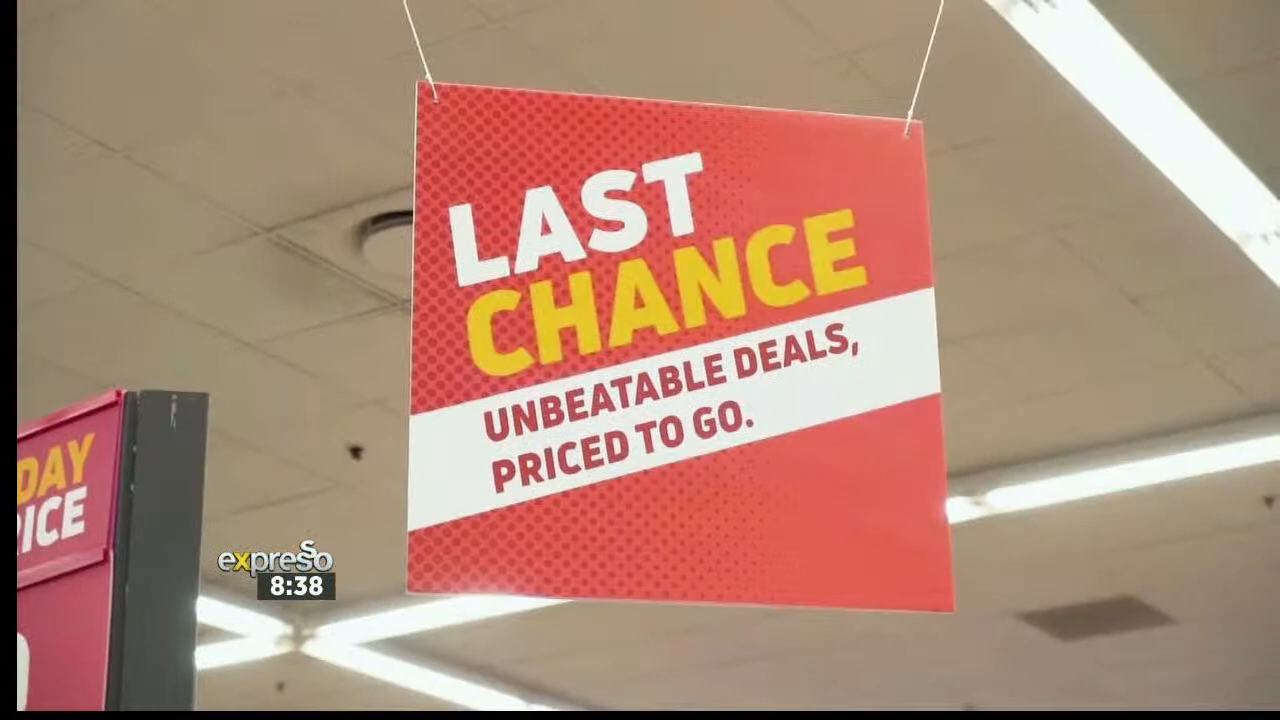 LAST
CHANCE
UNBEATABLE DEALS,
PRICED TO GO.
DAY
ICE
expresso
8:38